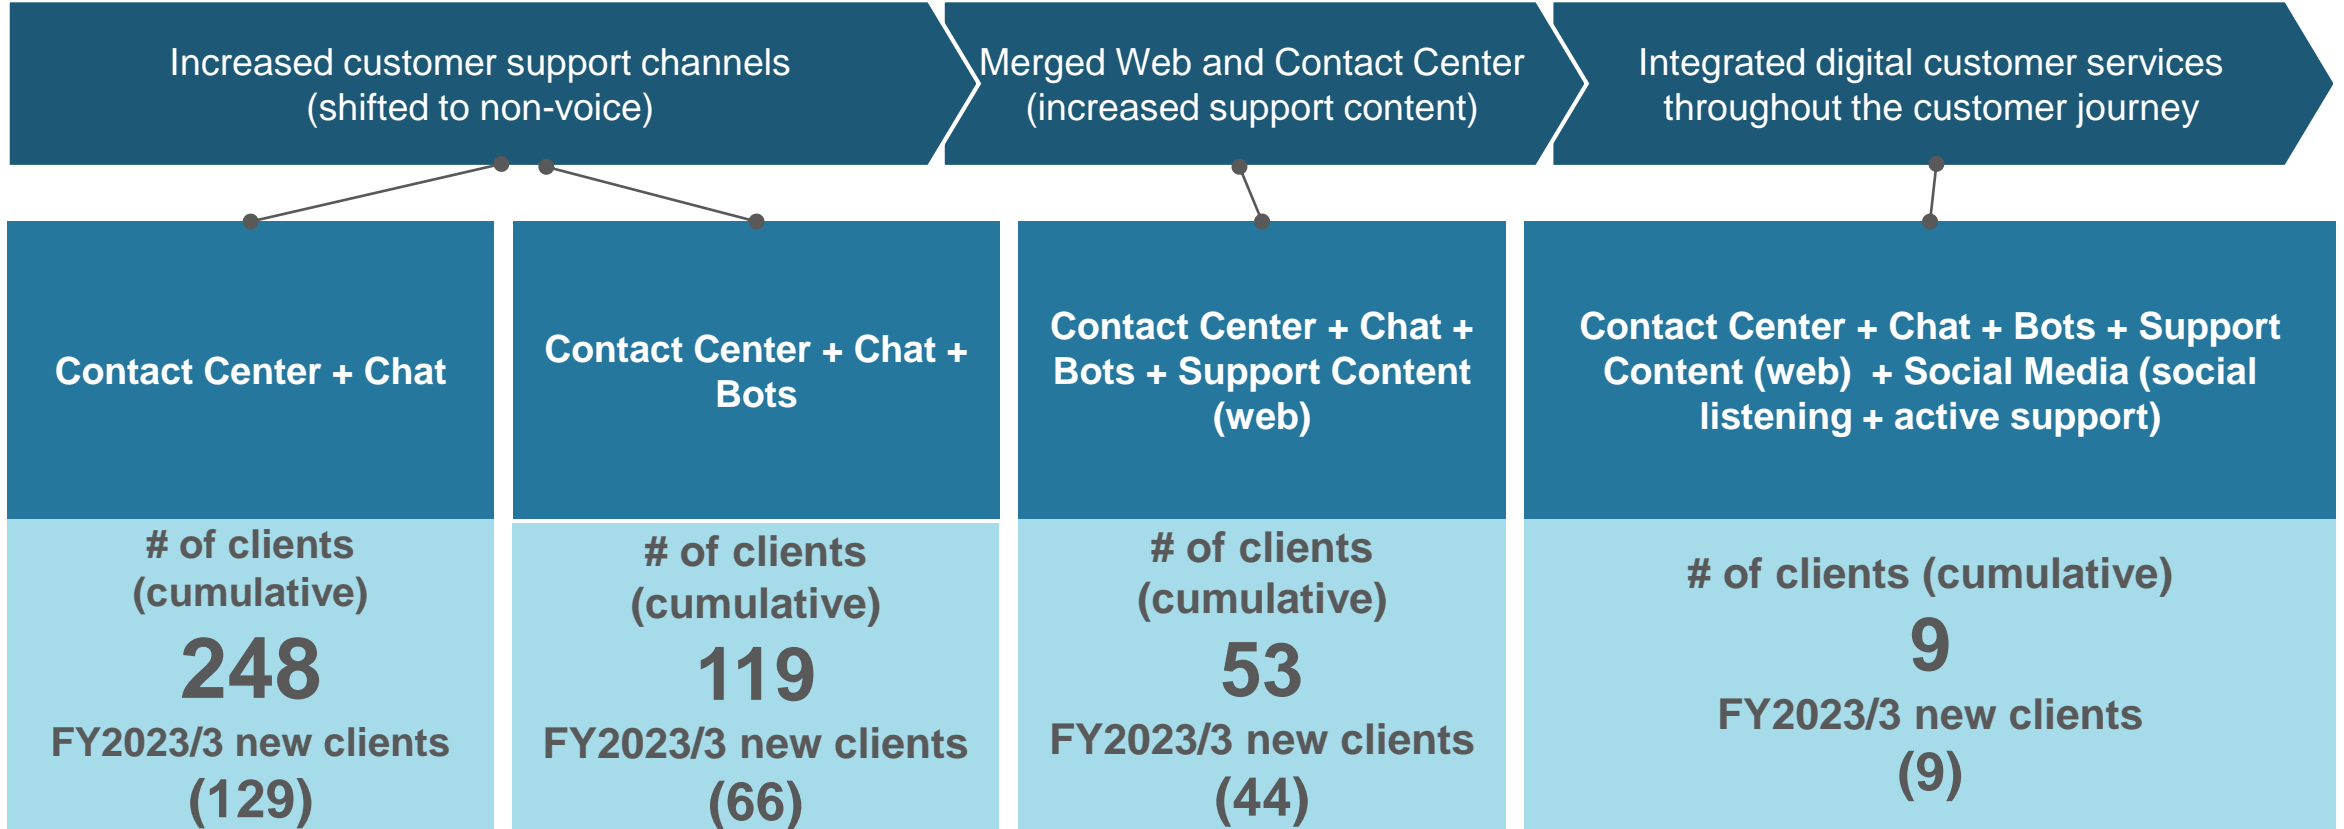 Increased customer support channels
(shifted to non-voice)
Merged Web and Contact Center
(increased support content)
Integrated digital customer services
throughout the customer journey
Contact Center + Chat
Contact Center + Chat +
Bots
Contact Center + Chat +
Bots + Support Content
(web)
Contact Center + Chat + Bots + Support
Content (web) + Social Media (social
listening + active support)
# of clients
(cumulative)
248
FY2023/3 new clients
(129)
# of clients
(cumulative)
119
FY2023/3 new clients
(66)
# of clients
(cumulative)
53
FY2023/3 new clients
(44)
# of clients (cumulative)
9
FY2023/3 new clients
(9)